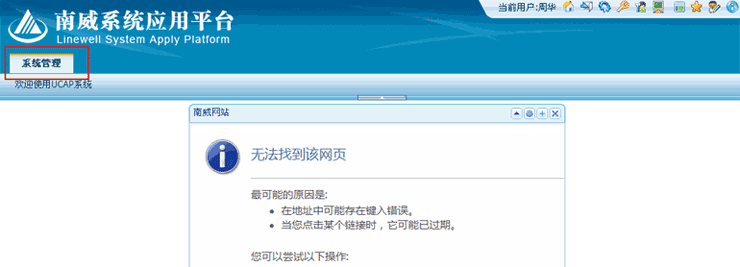 南威系统应用平台
Linewell System Apply Platform
当前用户:周华
系统管理
欢迎使用UCAP系统
南威网站
无法找到该网页
最可能的原因是:
在地址中可能存在键入错误。
当您点击某个链接时，它可能已过期。
您可以尝试以下操作: